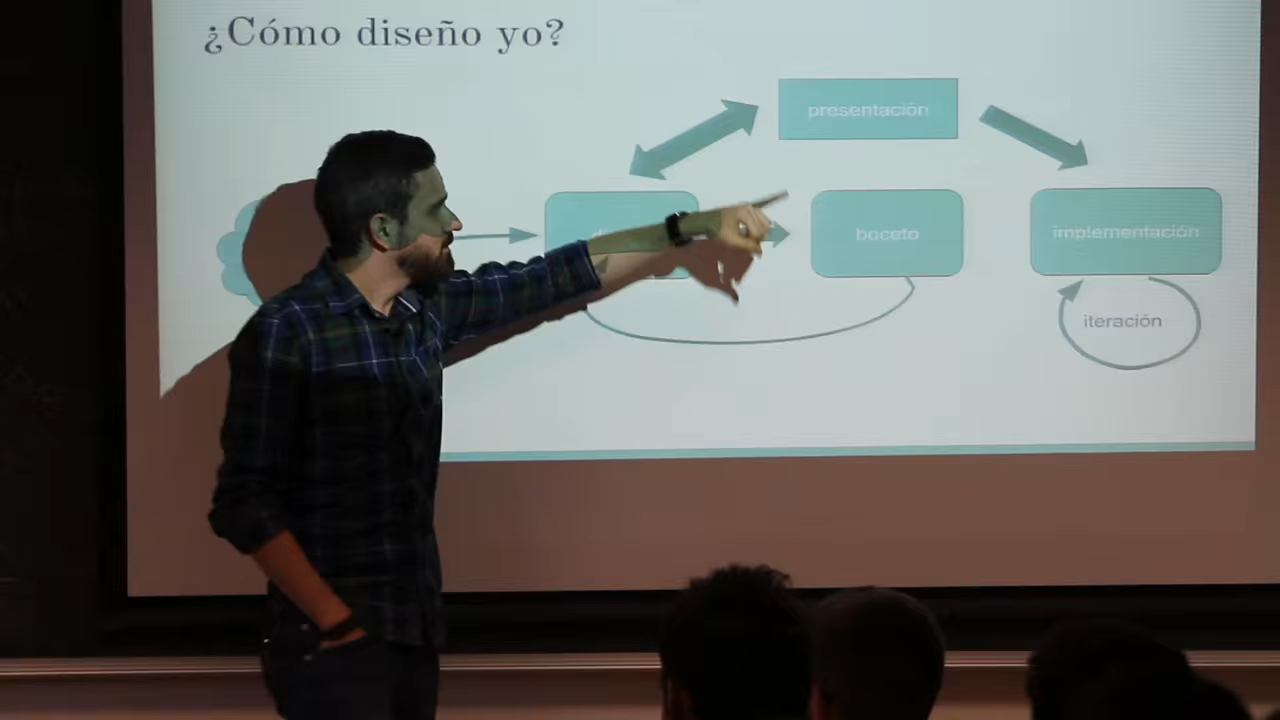 ¿Cómo diseño yo?
presentación
boceto
implementación
iteración